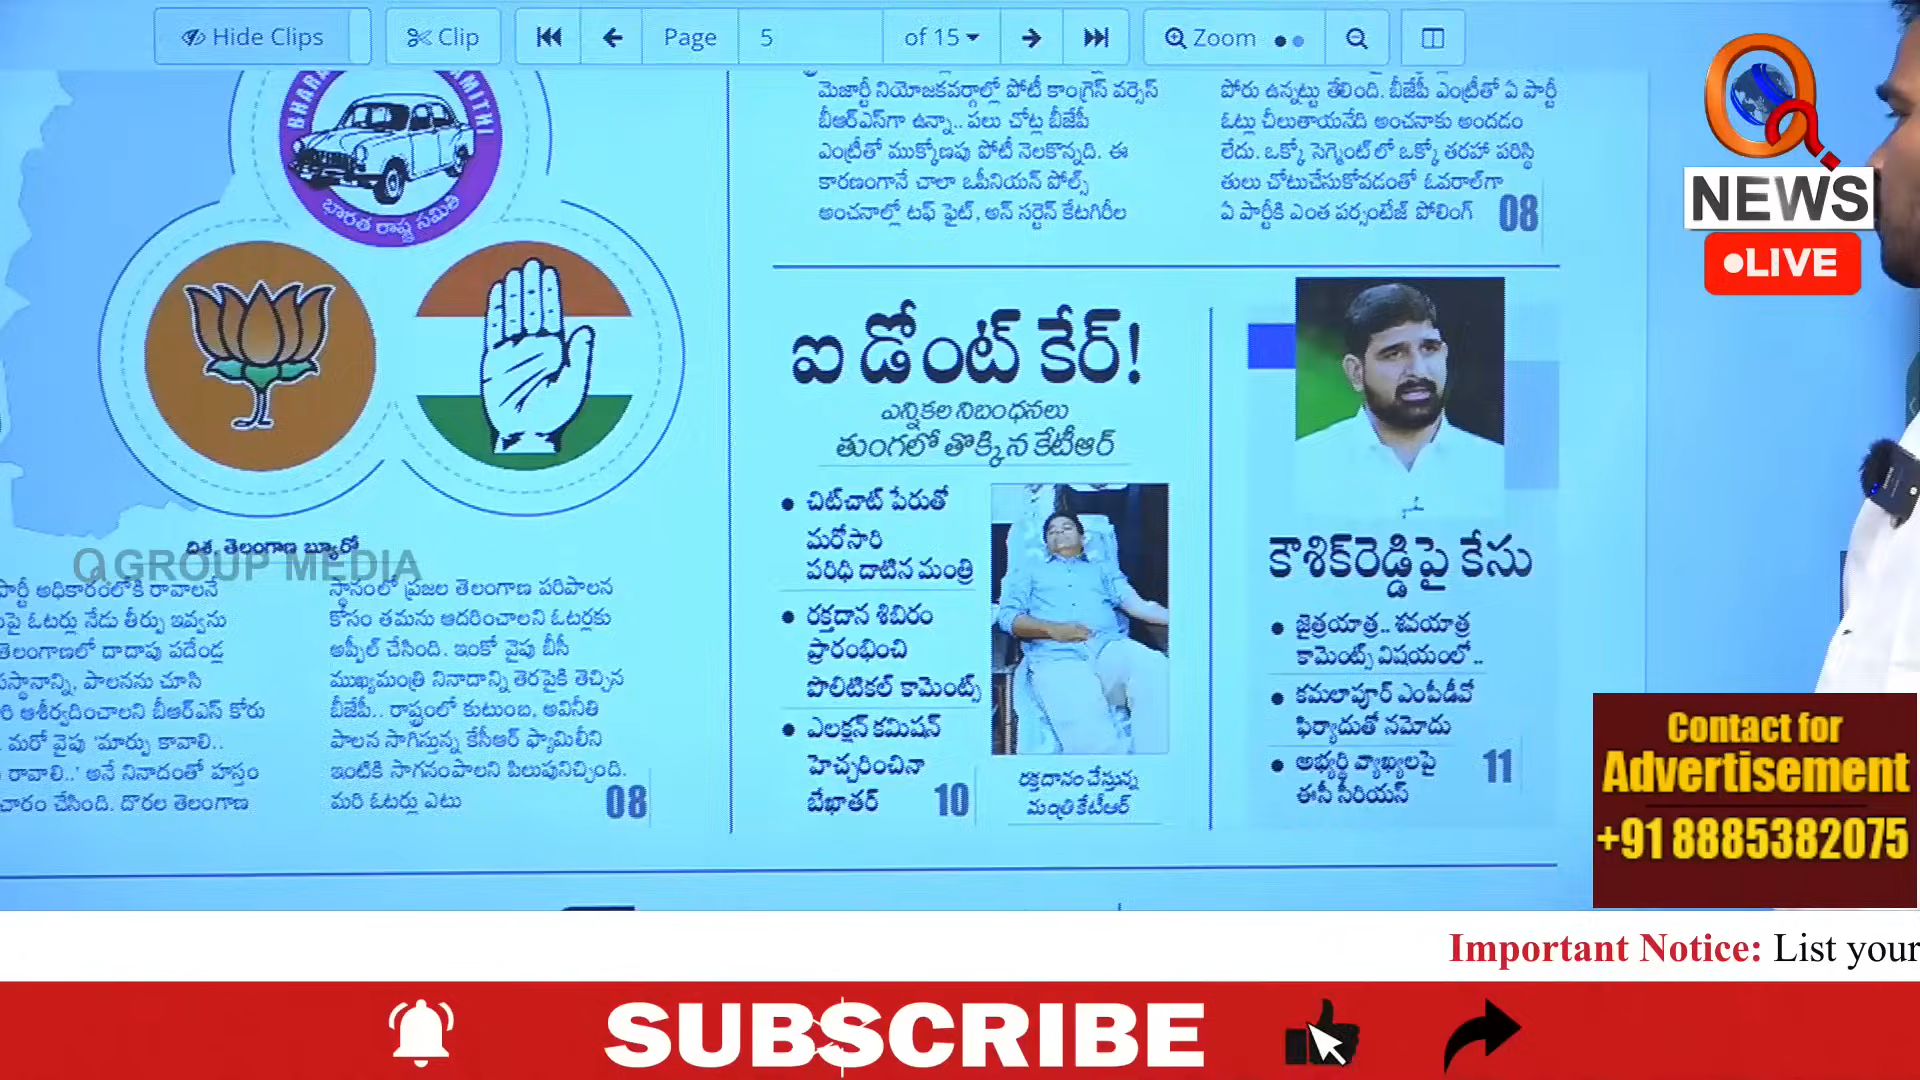 Hide Clips
Clip
Page
5
of 15
Zoom
భారత రాష్ట్ర సమితి
మెజార్టీ నియోజకవర్గాల్లో పోటీ కాంగ్రెస్ వర్సెస్
బీఆర్ఎస్‌గా ఉన్నా.. పలు చోట్ల బీజేపీ
ఎంట్రీతో ముక్కోణపు పోటీ నెలకొన్నది. ఈ
కారణంగానే చాలా ఒపీనియన్ పోల్స్
అంచనాల్లో టఫ్ ఫైట్, అన్ సర్టెన్ కేటగిరీల
పోరు ఉన్నట్టు తేలింది. బీజేపీ ఎంట్రీతో ఏ పార్టీ
ఓట్లు చీలుతాయనేది అంచనాకు అందడం
లేదు. ఒక్కో సెగ్మెంట్‌లో ఒక్కో తరహా పరిస్థి
తులు చోటుచేసుకోవడంతో ఓవరాల్‌గా
ఏ పార్టీకి ఎంత పర్సంటేజ్ పోలింగ్ 08
దిశ, తెలంగాణ బ్యూరో
Q GROUP MEDIA
పార్టీ అధికారంలోకి రావాలనే
పై ఓటర్లు నేడు తీర్పు ఇవ్వను
తెలంగాణలో దాదాపు పదేండ్ల
పాలనను చూసి
ఆశీర్వదించాలని బీఆర్ఎస్ కోరు
మరో వైపు 'మార్పు కావాలి..
రావాలి..' అనే నినాదంతో హస్తం
చారం చేసింది. దొరల తెలంగాణ
స్థానంలో ప్రజల తెలంగాణ పరిపాలన
కోసం తమను ఆదరించాలని ఓటర్లకు
అప్పీల్ చేసింది. ఇంకో వైపు బీసీ
ముఖ్యమంత్రి నినాదాన్ని తెరపైకి తెచ్చిన
బీజేపీ.. రాష్ట్రంలో కుటుంబ, అవినీతి
పాలన సాగిస్తున్న కేసీఆర్ ఫ్యామిలీని
ఇంటికి సాగనంపాలని పిలుపునిచ్చింది.
మరి ఓటర్లు ఎటు 08
ఐ డోంట్ కేర్!
ఎన్నికల నిబంధనలు
తుంగలో తొక్కిన కేటీఆర్
● చిట్‌చాట్ పేరుతో
మరోసారి
పరిధి దాటిన మంత్రి
● రక్తదాన శిబిరం
ప్రారంభించి
పొలిటికల్ కామెంట్స్
● ఎలక్షన్ కమిషన్
హెచ్చరించినా
బేఖాతర్ 10
రక్తదానం చేస్తున్న
మంత్రి కేటీఆర్
కౌశిక్‌రెడ్డిపై కేసు
● జైత్రయాత్ర.. శవయాత్ర
కామెంట్స్ విషయంలో..
● కమలాపూర్ ఎంపీడీవో
ఫిర్యాదుతో నమోదు
● అభ్యర్థి వ్యాఖ్యలపై
ఈసీ సీరియస్ 11
Q
NEWS
LIVE
Contact for
Advertisement
+91 8885382075
Important Notice: List your
SUBSCRIBE